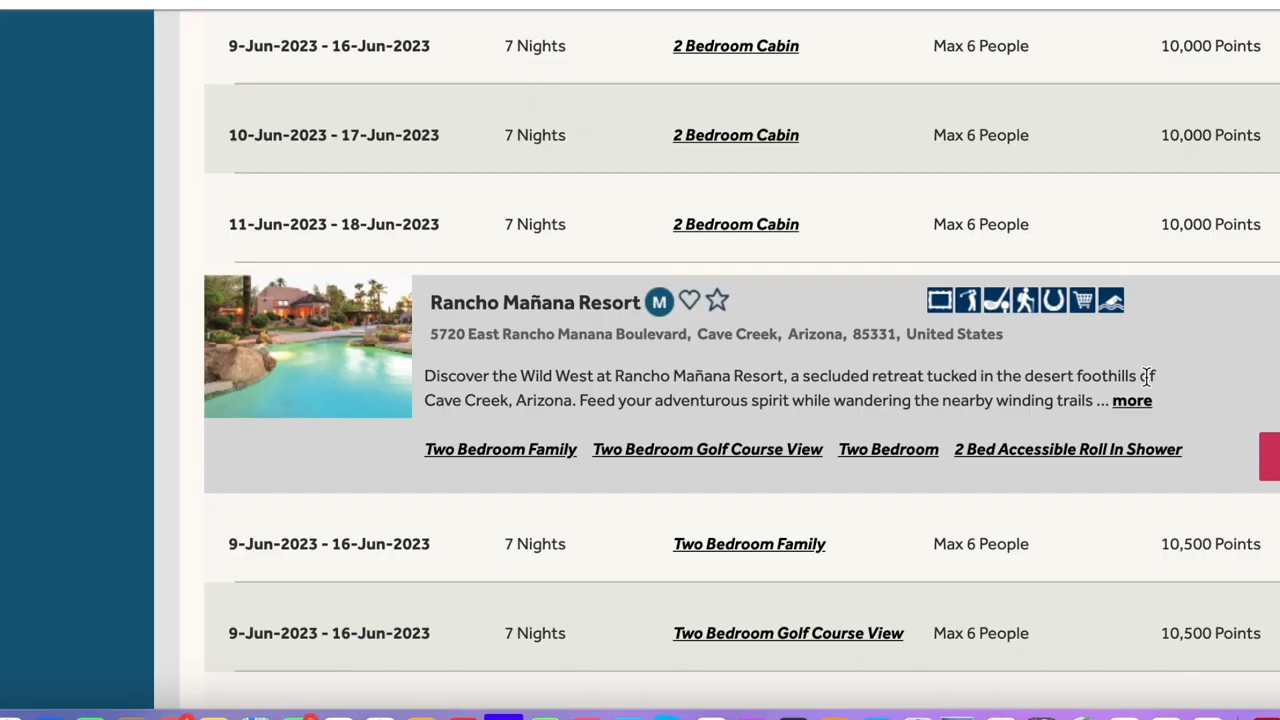 9-Jun-2023 - 16-Jun-2023 7 Nights 2 Bedroom Cabin Max 6 People 10,000 Points
10-Jun-2023 - 17-Jun-2023 7 Nights 2 Bedroom Cabin Max 6 People 10,000 Points
11-Jun-2023 - 18-Jun-2023 7 Nights 2 Bedroom Cabin Max 6 People 10,000 Points
Rancho Mañana Resort M
5720 East Rancho Manana Boulevard, Cave Creek, Arizona, 85331, United States
Discover the Wild West at Rancho Mañana Resort, a secluded retreat tucked in the desert foothills of
Cave Creek, Arizona. Feed your adventurous spirit while wandering the nearby winding trails ... more
Two Bedroom Family Two Bedroom Golf Course View Two Bedroom 2 Bed Accessible Roll In Shower
9-Jun-2023 - 16-Jun-2023 7 Nights Two Bedroom Family Max 6 People 10,500 Points
9-Jun-2023 - 16-Jun-2023 7 Nights Two Bedroom Golf Course View Max 6 People 10,500 Points